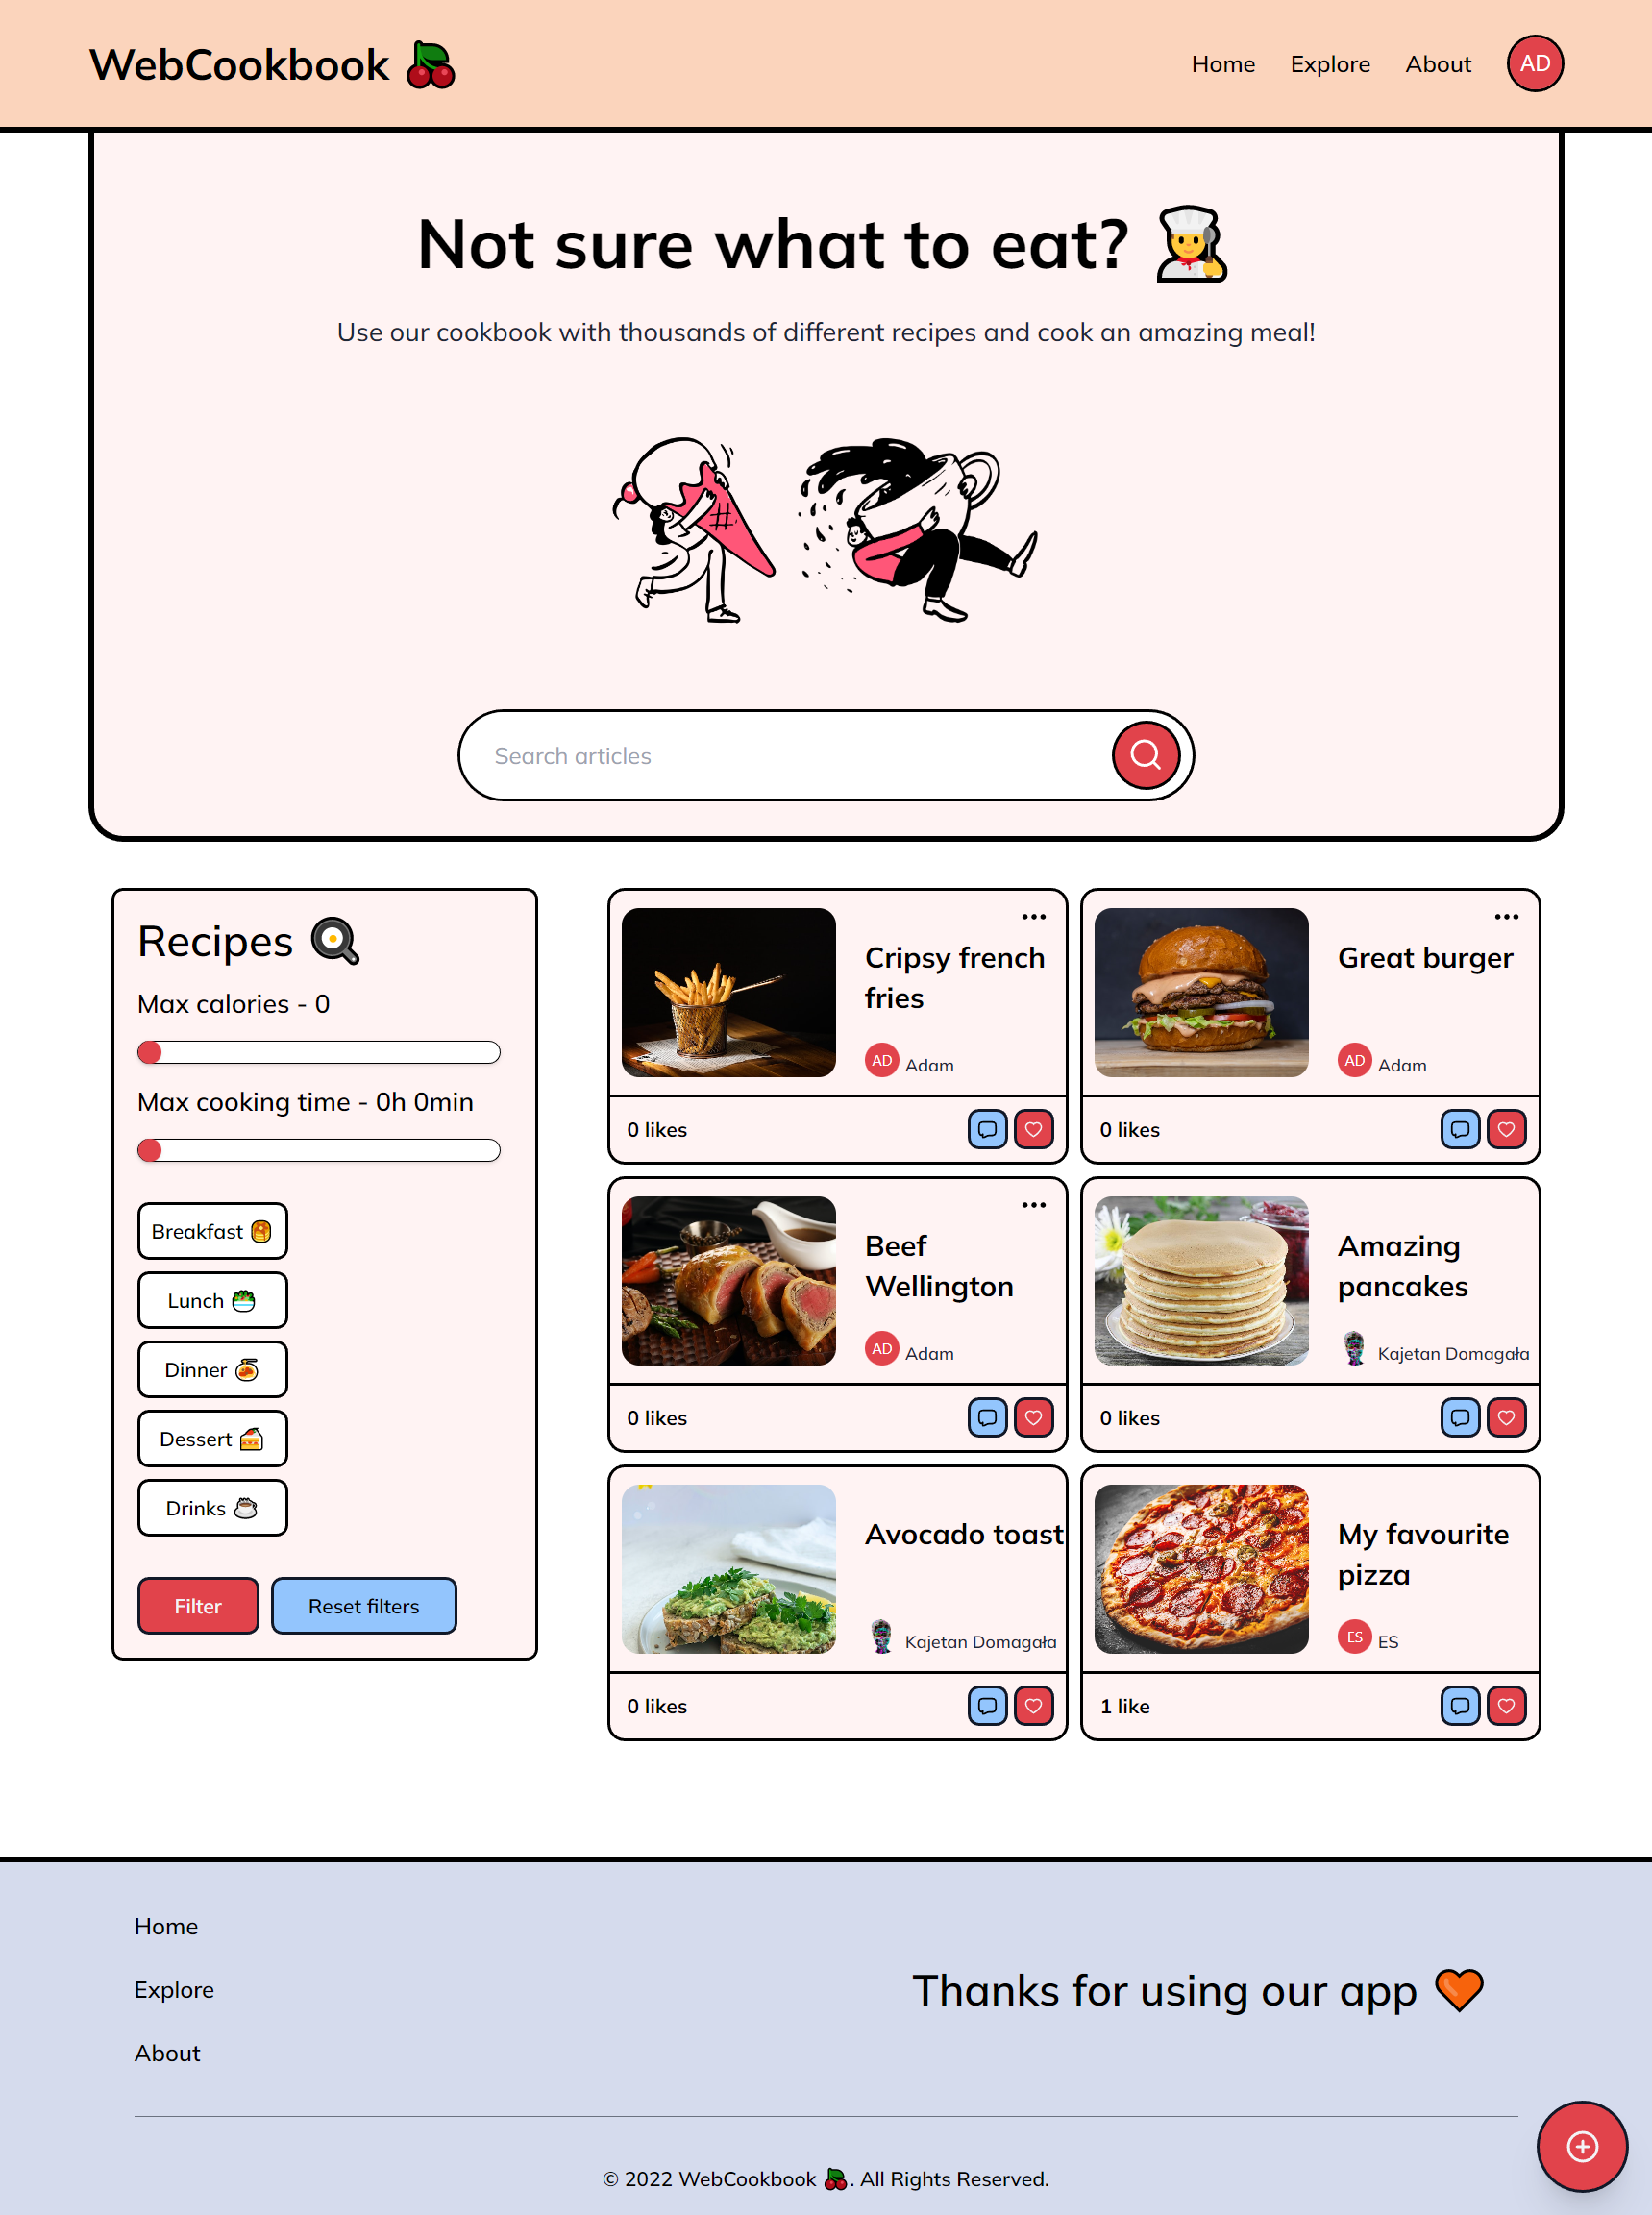 WebCookbook 🍒
Home
Explore
About
AD
Not sure what to eat? 🧑‍🍳
Use our cookbook with thousands of different recipes and cook an amazing meal!
Search articles
Recipes 🍳
Max calories - 0
Max cooking time - 0h 0min
Breakfast 🥞
Lunch 🥗
Dinner 🍝
Dessert 🍰
Drinks ☕
Filter
Reset filters
Cripsy french
fries
AD Adam
0 likes
Great burger
AD Adam
0 likes
Beef
Wellington
AD Adam
0 likes
Amazing
pancakes
Kajetan Domagała
0 likes
Avocado toast
Kajetan Domagała
0 likes
My favourite
pizza
ES ES
1 like
Home
Explore
About
Thanks for using our app 🧡
© 2022 WebCookbook 🍒. All Rights Reserved.